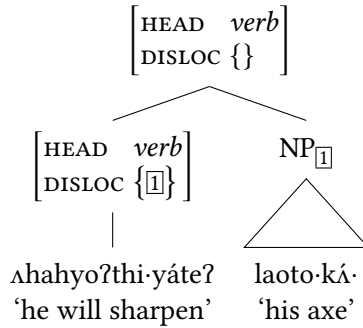 HEAD verb
DISLOC {}
HEAD verb
DISLOC {1}
NP1
ʌhahyoʔthi·yáteʔ
laoto·kʌ́·
‘he will sharpen’
‘his axe’